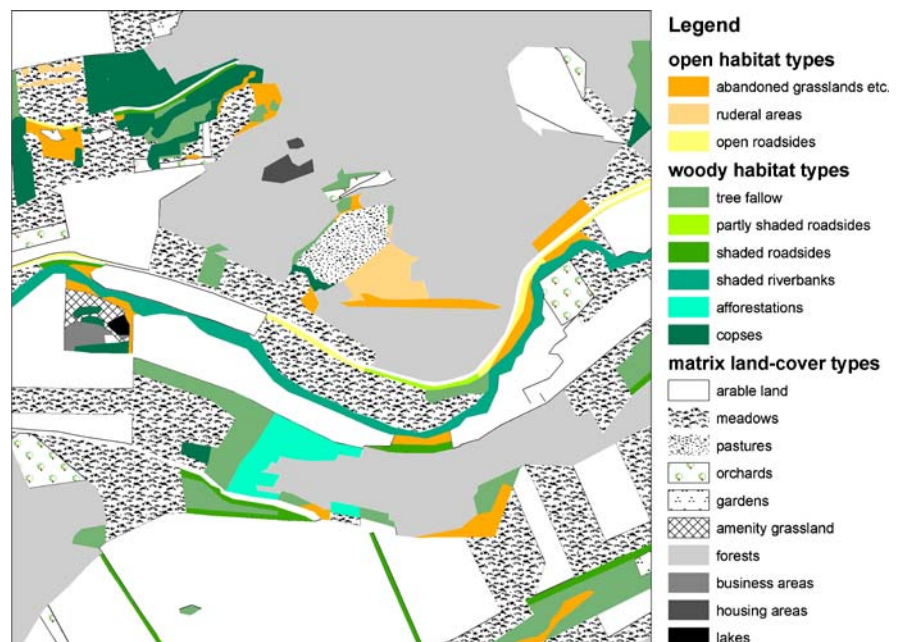 Legend
open habitat types
abandoned grasslands etc.
ruderal areas
open roadsides
woody habitat types
tree fallow
partly shaded roadsides
shaded roadsides
shaded riverbanks
afforestations
copses
matrix land-cover types
arable land
meadows
pastures
orchards
gardens
amenity grassland
forests
business areas
housing areas
lakes